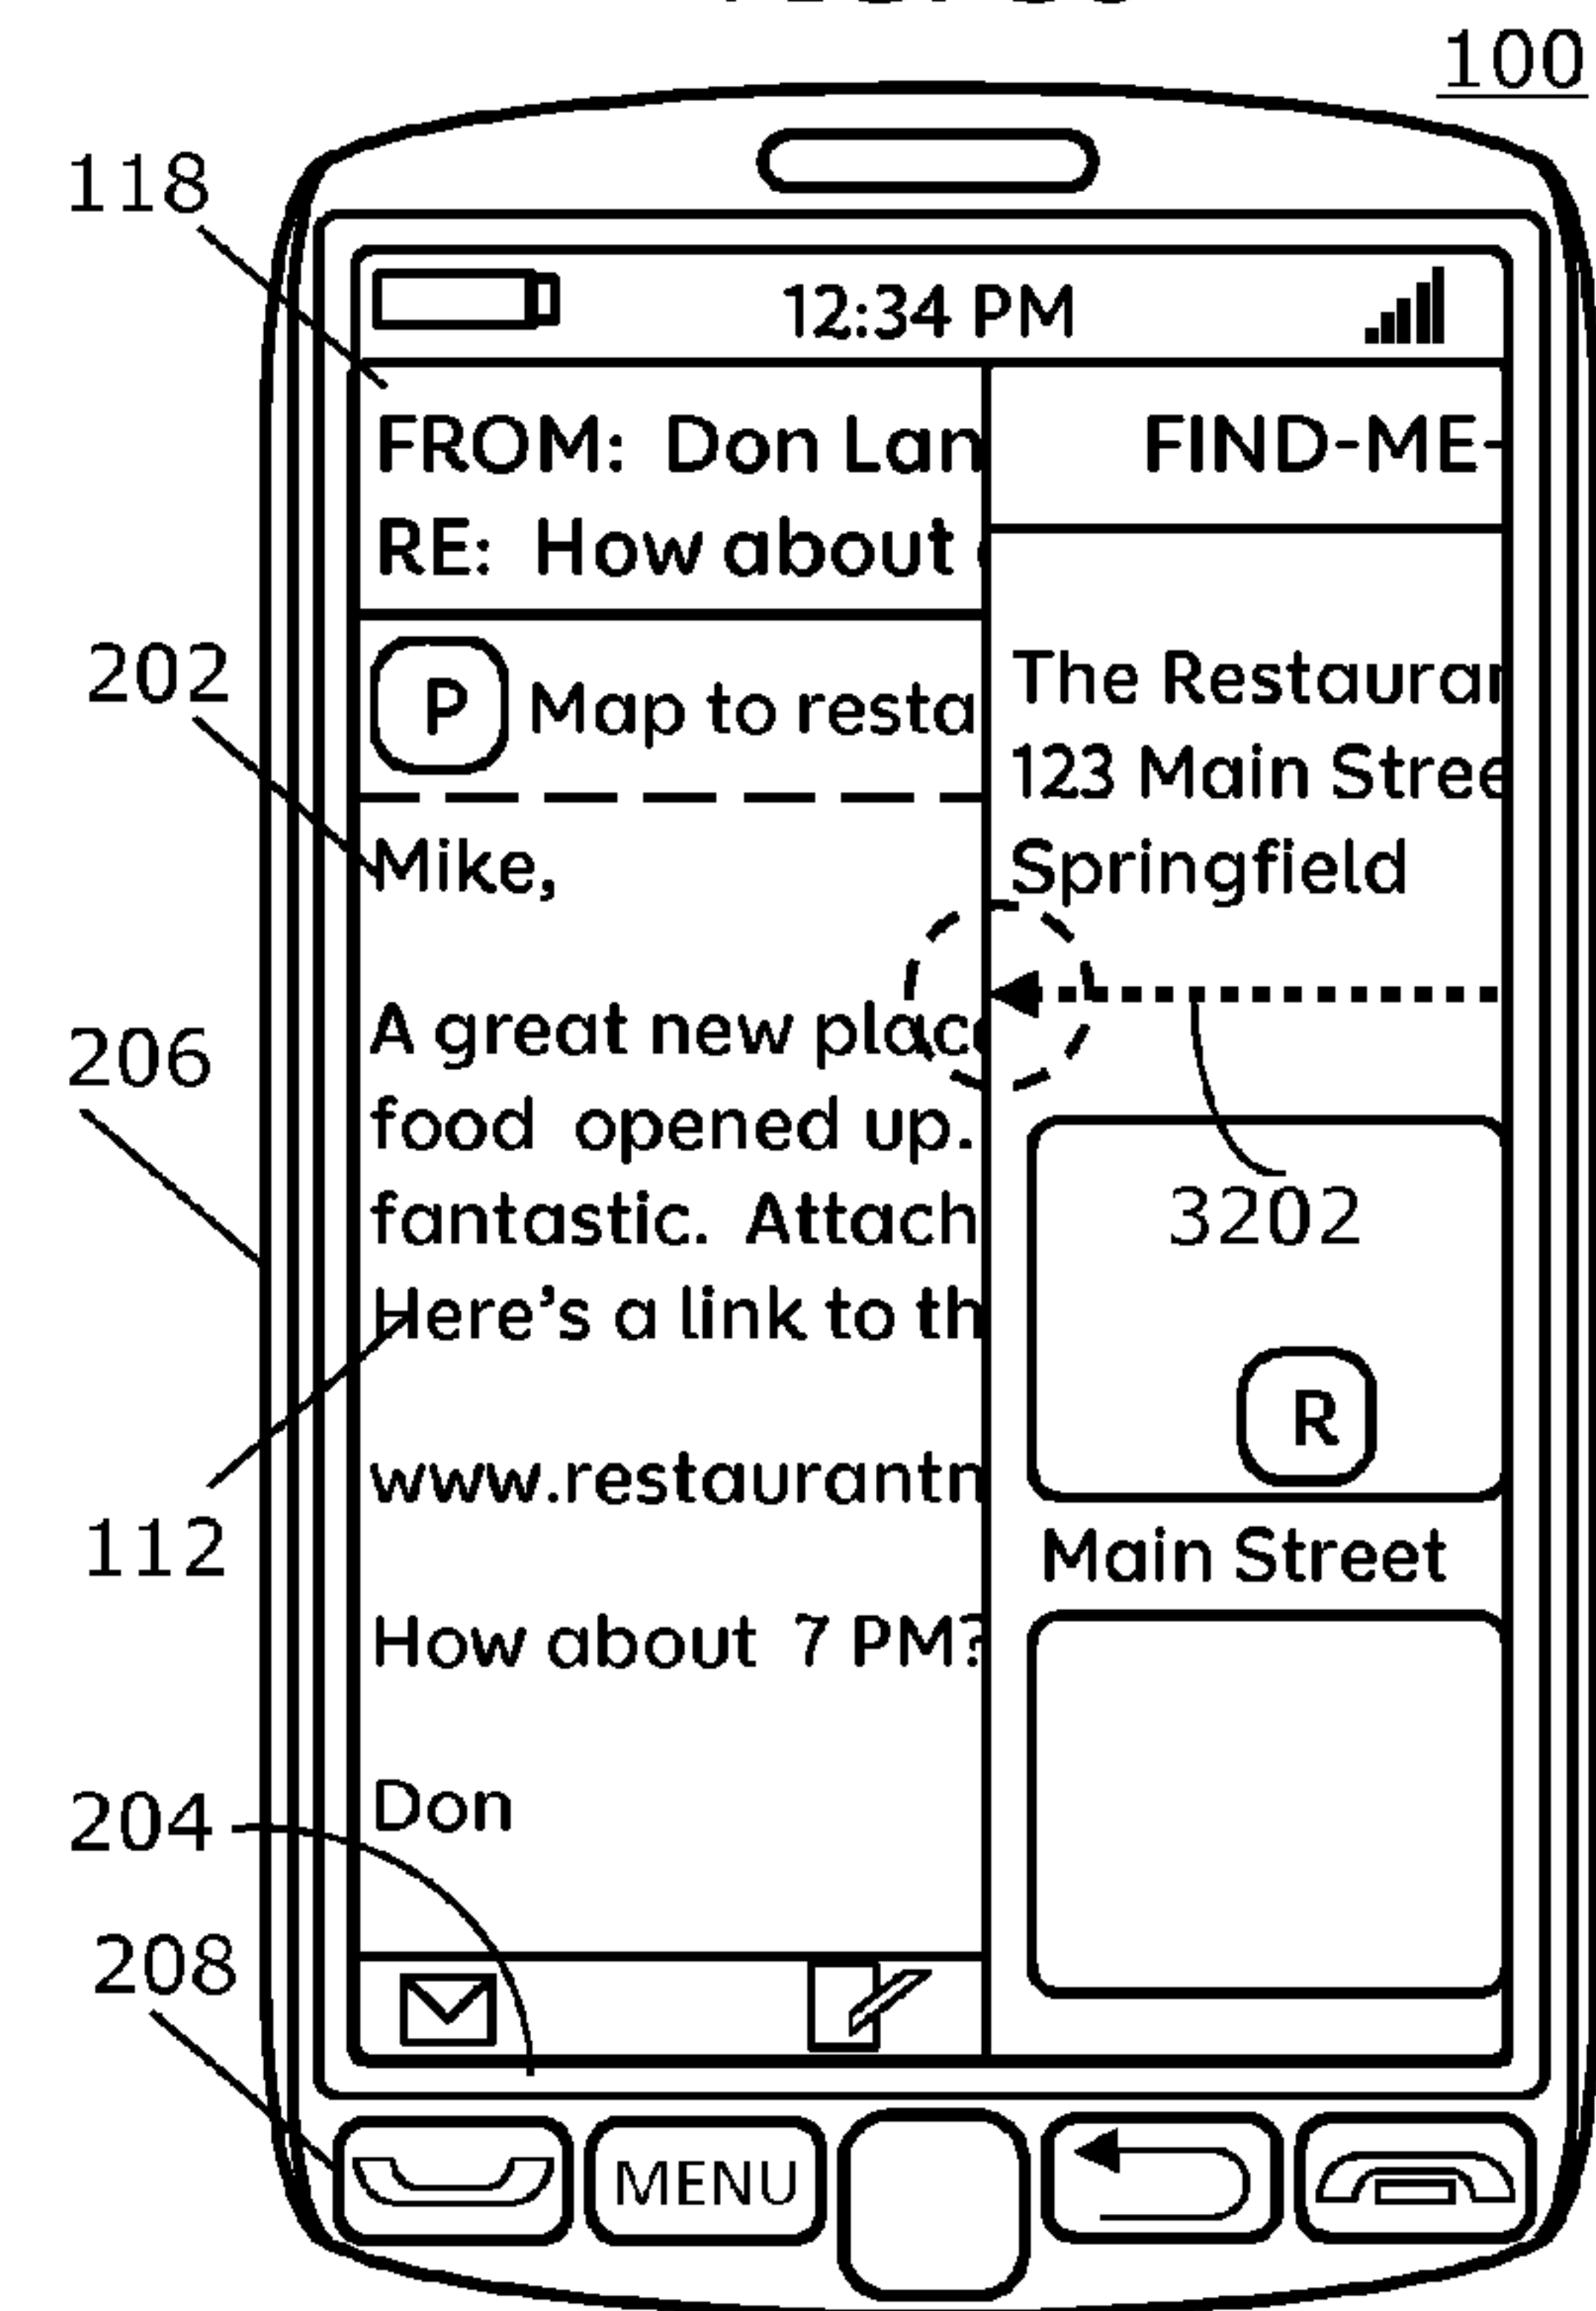 100
118
12:34 PM
FROM: Don Lan
RE: How about
FIND-ME-
202
P Map to resta
The Restaurar
123 Main Stree
Springfield
Mike,
206
A great new plac
food opened up.
fantastic. Attach
Here's a link to th
3202
R
www.restaurantn
112
Main Street
How about 7 PM?
204
Don
208
MENU